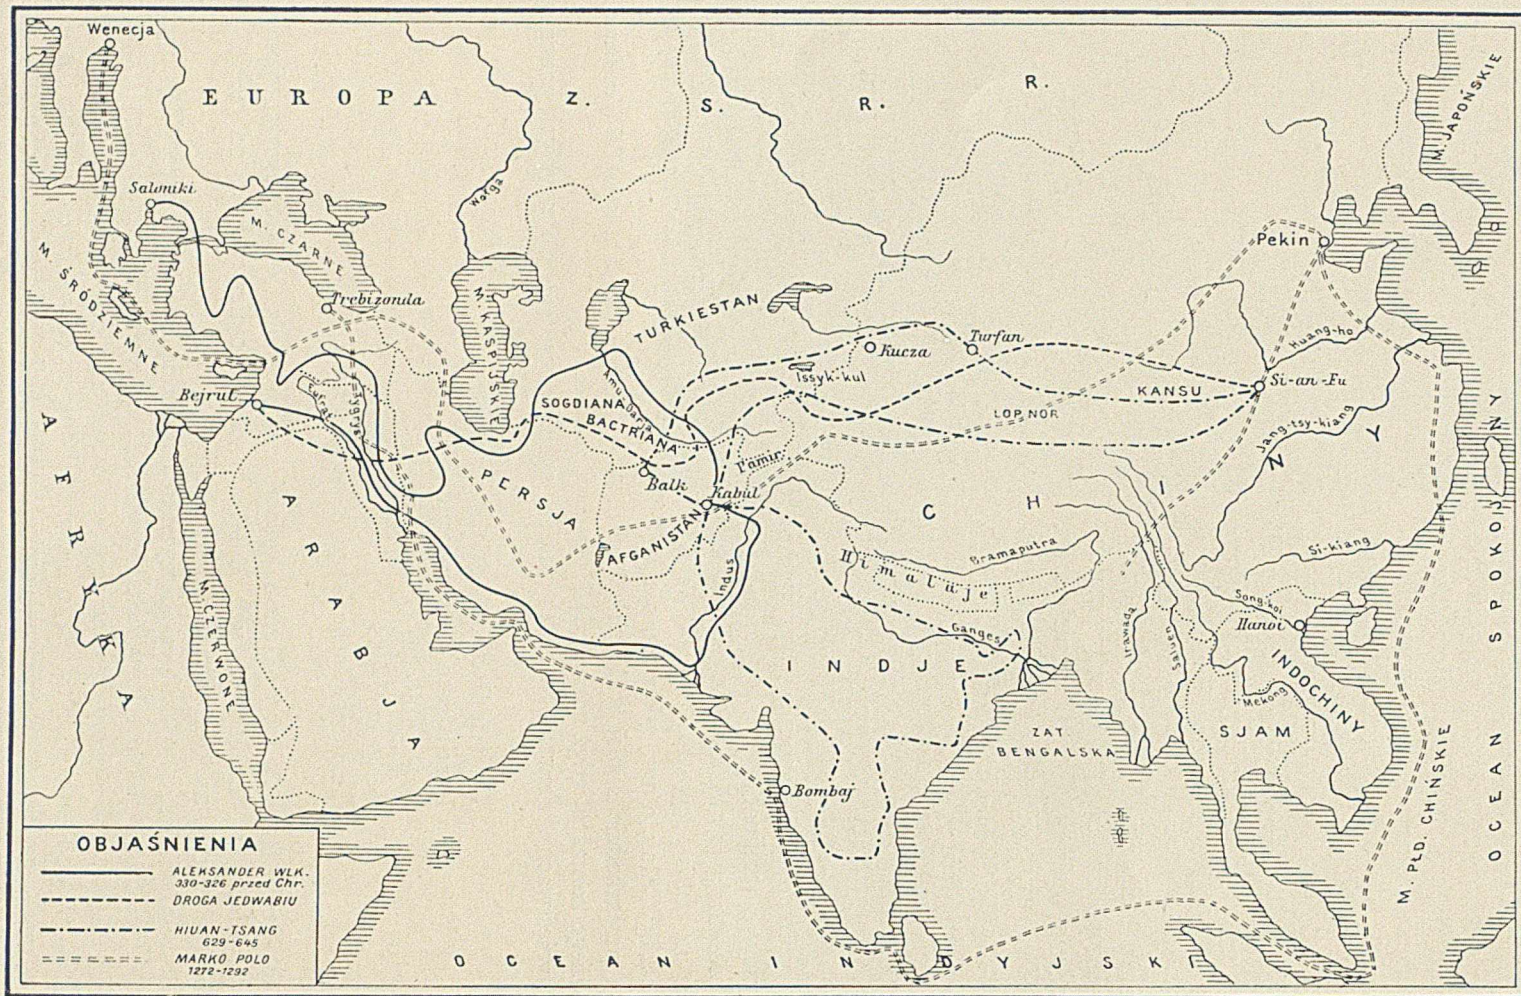 Wenecja
EUROPA
Z. S. R. R.
M. JAPOŃSKIE
Wołga
Saloniki
M. CZARNE
Pekin
M. ŚRÓDZIEMNE
Trebizonda
M. KASPIJSKIE
TURKIESTAN
Kucza
Turfan
Huang-ho
Issyk-kul
Si-an-Fu
KANSU
Bejrut
Eufrat
Tygrys
SOGDIANA
Amu-Darja
BACTRIANA
LOP NOR
Jang-tsy-kiang
AFRYKA
PERSJA
Balk
Pamir
Kabul
CHINY
ARABJA
AFGANISTAN
Indus
Himalaje
Bramaputra
Si-kiang
OCEAN SPOKOJNY
M. CZERWONE
Ganges
Irawada
Song-koi
Hanoi
INDJE
INDOCHINY
Mekong
SJAM
ZAT.
BENGALSKA
Bombaj
M. PŁD. CHIŃSKIE
OCEAN INDYJSKI
OBJAŚNIENIA
ALEKSANDER WLK.
330-326 przed Chr.
DROGA JEDWABIU
HIUAN-TSANG
629-645
MARKO POLO
1272-1292